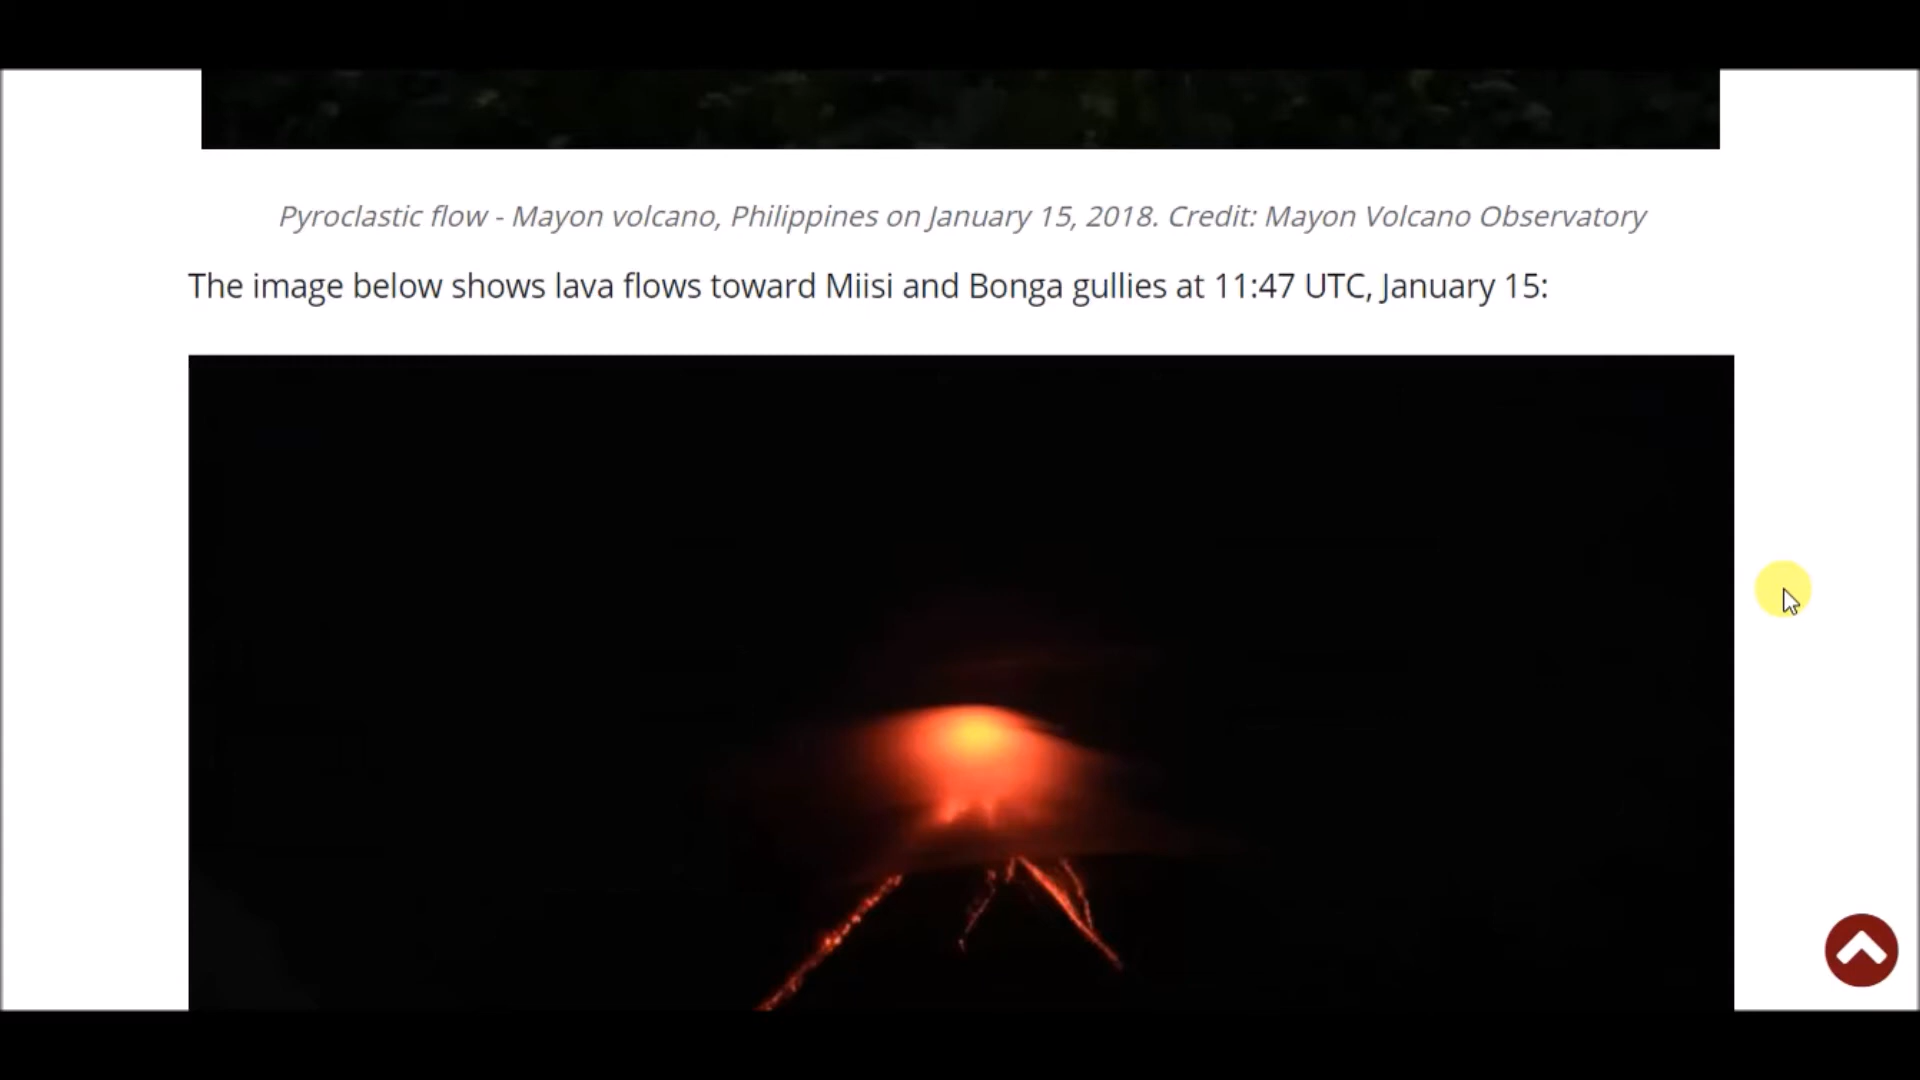 Pyroclastic flow - Mayon volcano, Philippines on January 15, 2018. Credit: Mayon Volcano Observatory
The image below shows lava flows toward Miisi and Bonga gullies at 11:47 UTC, January 15: